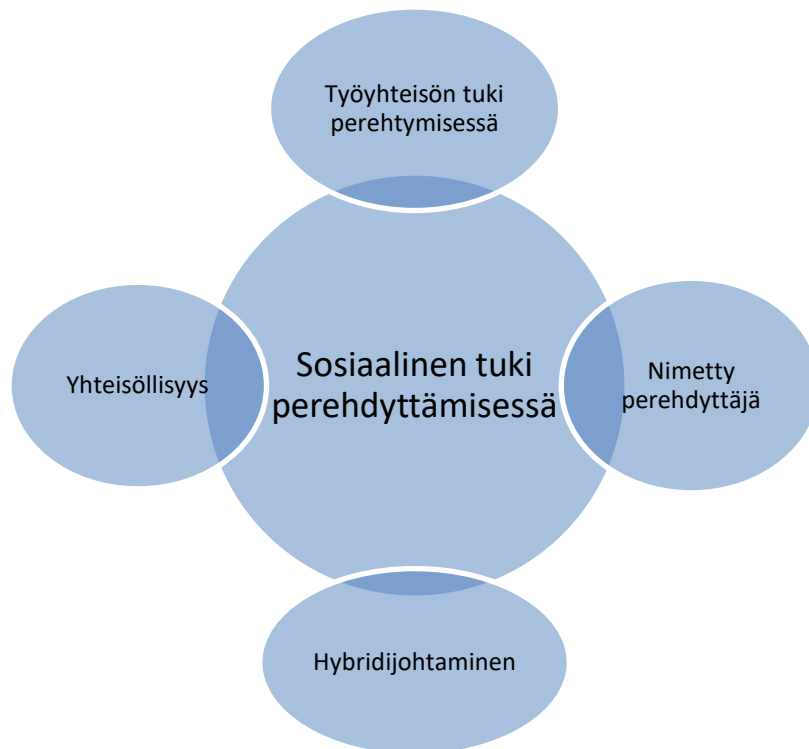 Työyhteisön tuki
perehtymisessä
Yhteisöllisyys
Sosiaalinen tuki
perehdyttämisessä
Nimetty
perehdyttäjä
Hybridijohtaminen